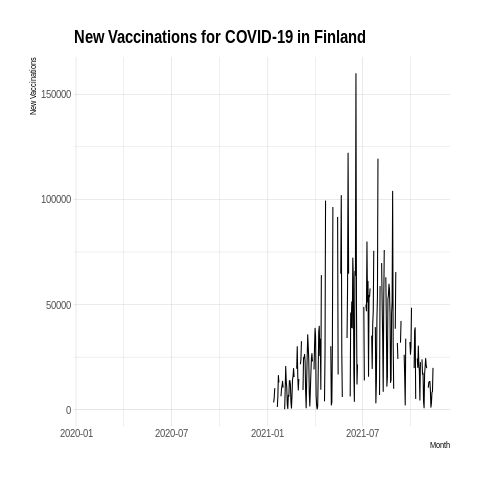 New Vaccinations for COVID-19 in Finland
New Vaccinations
150000
100000
50000
0
2020-01 2020-07 2021-01 2021-07
Month